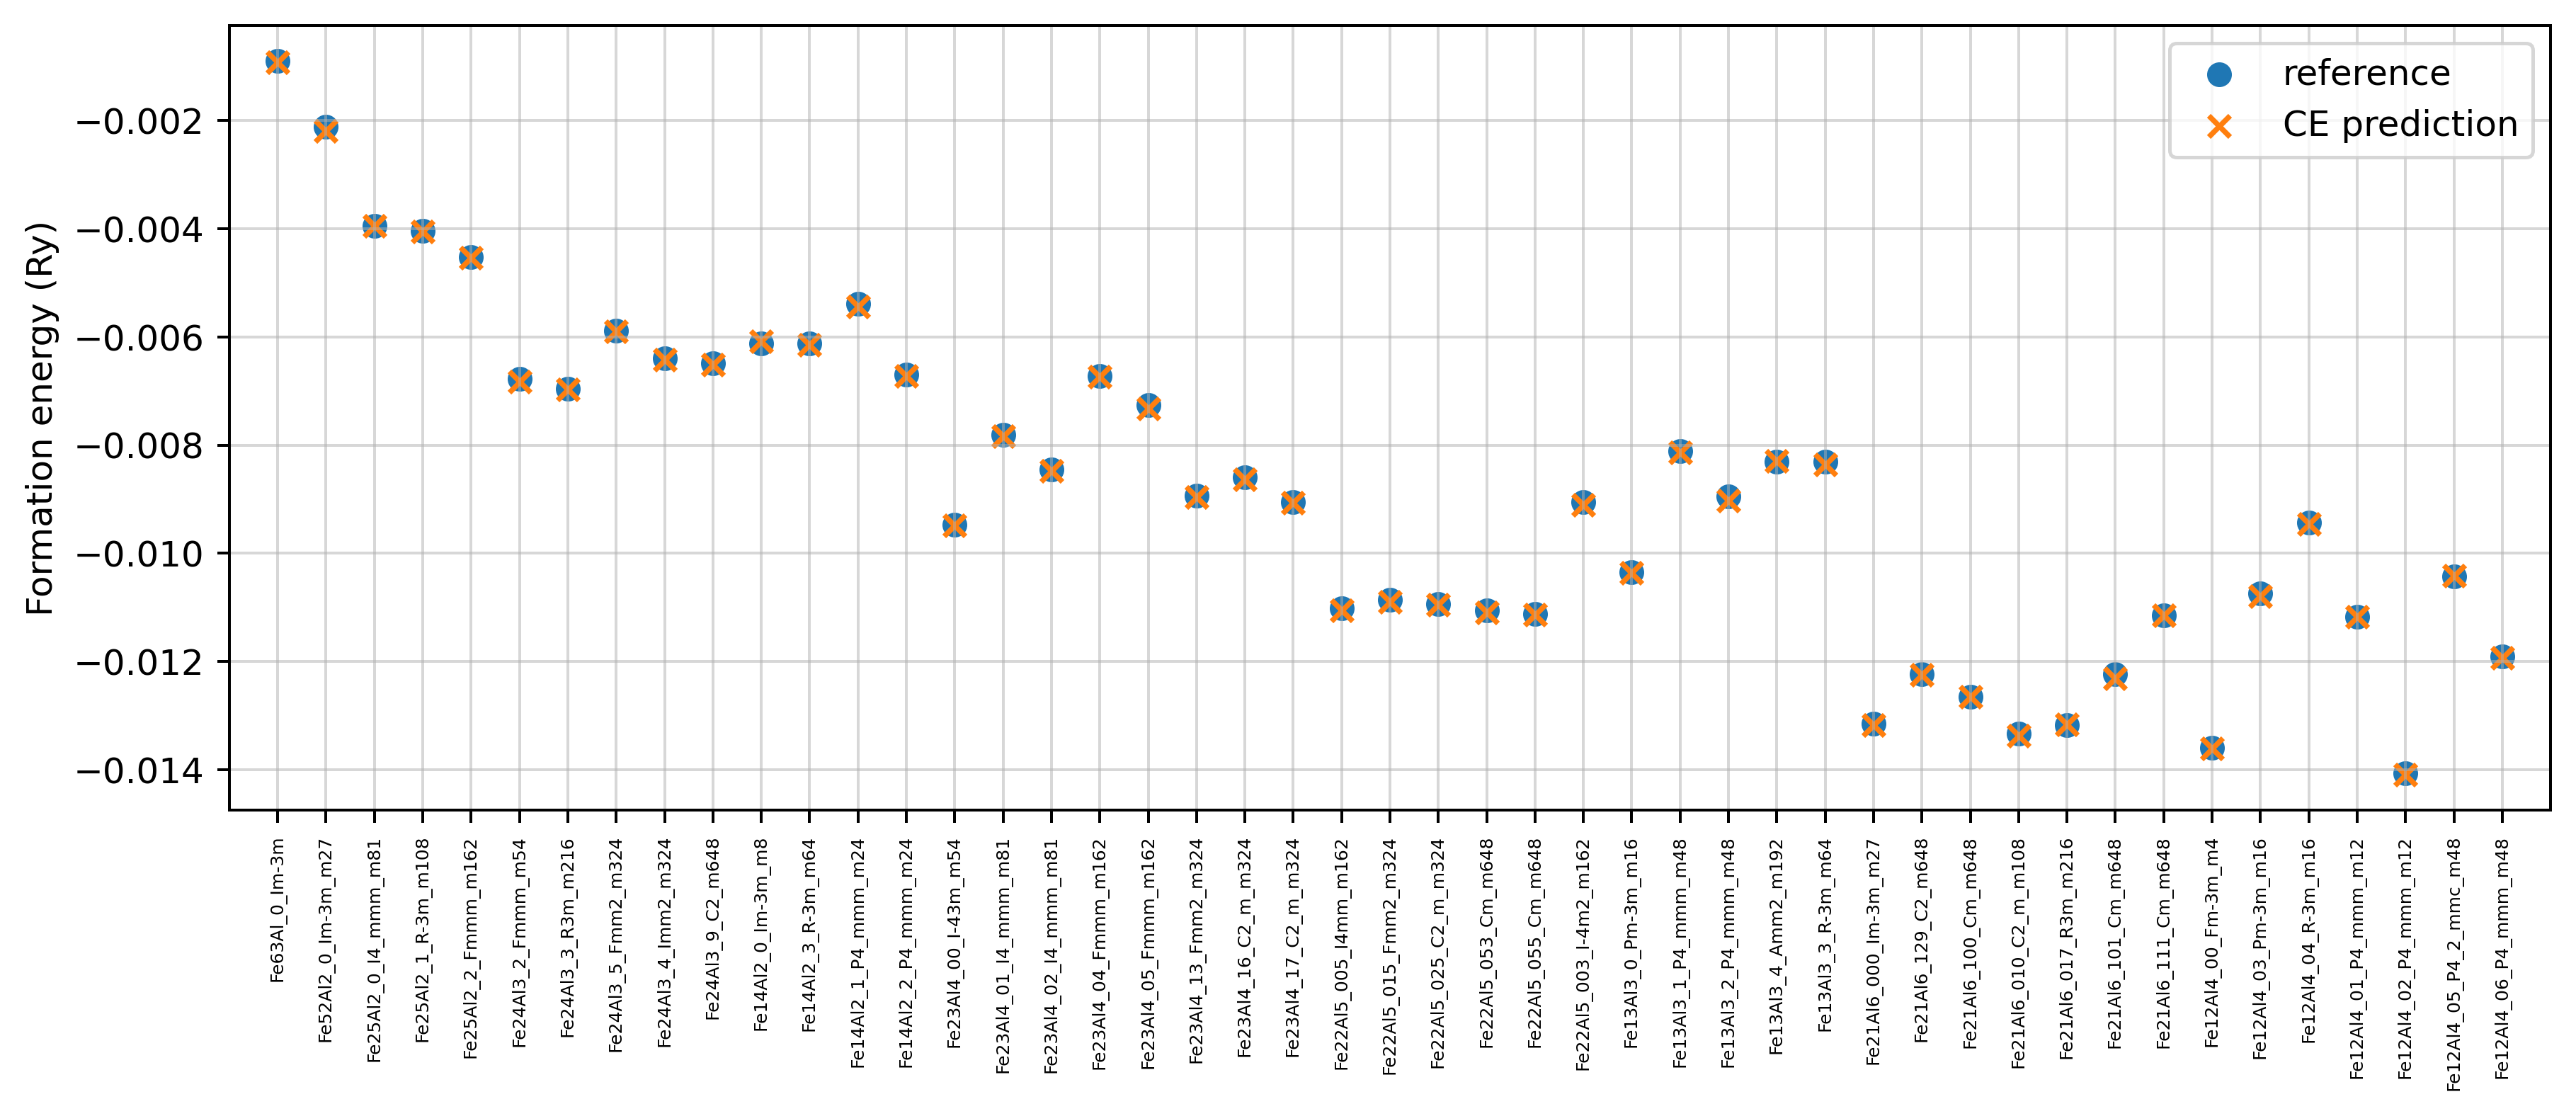 reference
CE prediction
Formation energy (Ry)
−0.002
−0.004
−0.006
−0.008
−0.010
−0.012
−0.014
Fe63Al_0_Im-3m
Fe52Al2_0_Im-3m_m27
Fe25Al2_0_I4_mmm_m81
Fe25Al2_1_R-3m_m108
Fe25Al2_2_Fmmm_m162
Fe24Al3_2_Fmmm_m54
Fe24Al3_3_R3m_m216
Fe24Al3_5_Fmm2_m324
Fe24Al3_4_Imm2_m324
Fe24Al3_9_C2_m648
Fe14Al2_0_Im-3m_m8
Fe14Al2_3_R-3m_m64
Fe14Al2_1_P4_mmm_m24
Fe14Al2_2_P4_mmm_m24
Fe23Al4_00_I-43m_m54
Fe23Al4_01_I4_mmm_m81
Fe23Al4_02_I4_mmm_m81
Fe23Al4_04_Fmmm_m162
Fe23Al4_05_Fmmm_m162
Fe23Al4_13_Fmm2_m324
Fe23Al4_16_C2_m_m324
Fe23Al4_17_C2_m_m324
Fe22Al5_005_I4mm_m162
Fe22Al5_015_Fmm2_m324
Fe22Al5_025_C2_m_m324
Fe22Al5_053_Cm_m648
Fe22Al5_055_Cm_m648
Fe22Al5_003_I-4m2_m162
Fe13Al3_0_Pm-3m_m16
Fe13Al3_1_P4_mmm_m48
Fe13Al3_2_P4_mmm_m48
Fe13Al3_4_Amm2_m192
Fe13Al3_3_R-3m_m64
Fe21Al6_000_Im-3m_m27
Fe21Al6_129_C2_m648
Fe21Al6_100_Cm_m648
Fe21Al6_010_C2_m_m108
Fe21Al6_017_R3m_m216
Fe21Al6_101_Cm_m648
Fe21Al6_111_Cm_m648
Fe12Al4_00_Fm-3m_m4
Fe12Al4_03_Pm-3m_m16
Fe12Al4_04_R-3m_m16
Fe12Al4_01_P4_mmm_m12
Fe12Al4_02_P4_mmm_m12
Fe12Al4_05_P4_2_mmc_m48
Fe12Al4_06_P4_mmm_m48